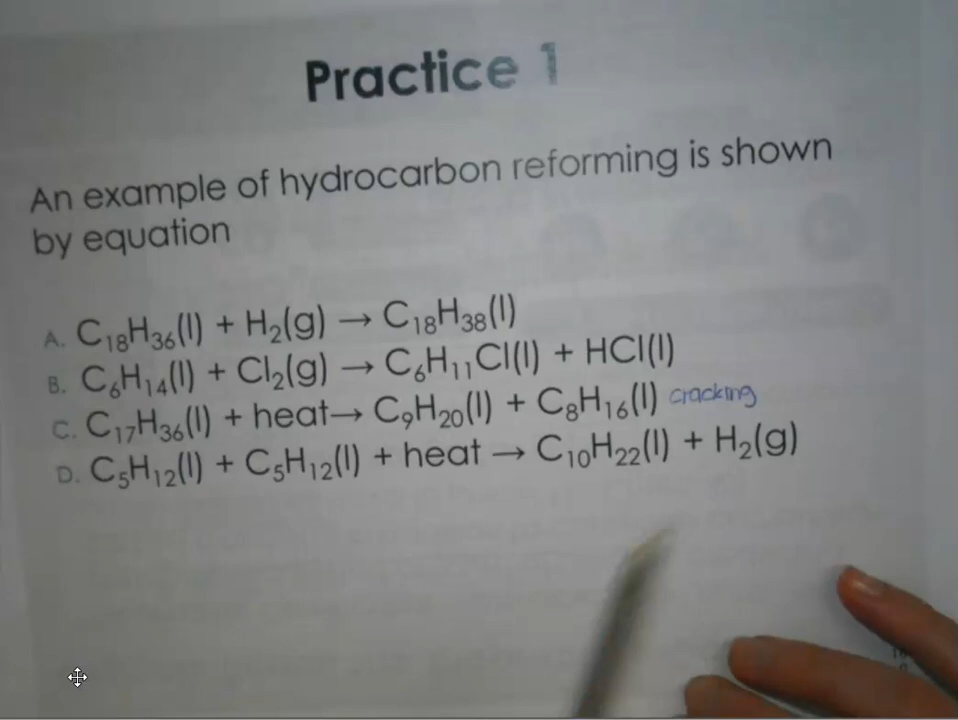 Practice 1
An example of hydrocarbon reforming is shown
by equation
A. C₁₈H₃₆(l) + H₂(g) → C₁₈H₃₈(l)
B. C₆H₁₄(l) + Cl₂(g) → C₆H₁₁Cl(l) + HCl(l)
C. C₁₇H₃₆(l) + heat→ C₉H₂₀(l) + C₈H₁₆(l) cracking
D. C₅H₁₂(l) + C₅H₁₂(l) + heat → C₁₀H₂₂(l) + H₂(g)